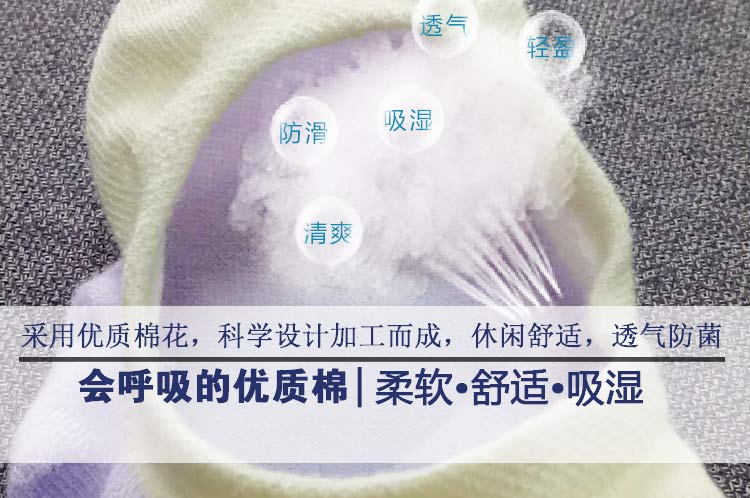 透气
轻盈
吸湿
防滑
清爽
采用优质棉花，科学设计加工而成，休闲舒适，透气防菌
会呼吸的优质棉|柔软•舒适•吸湿